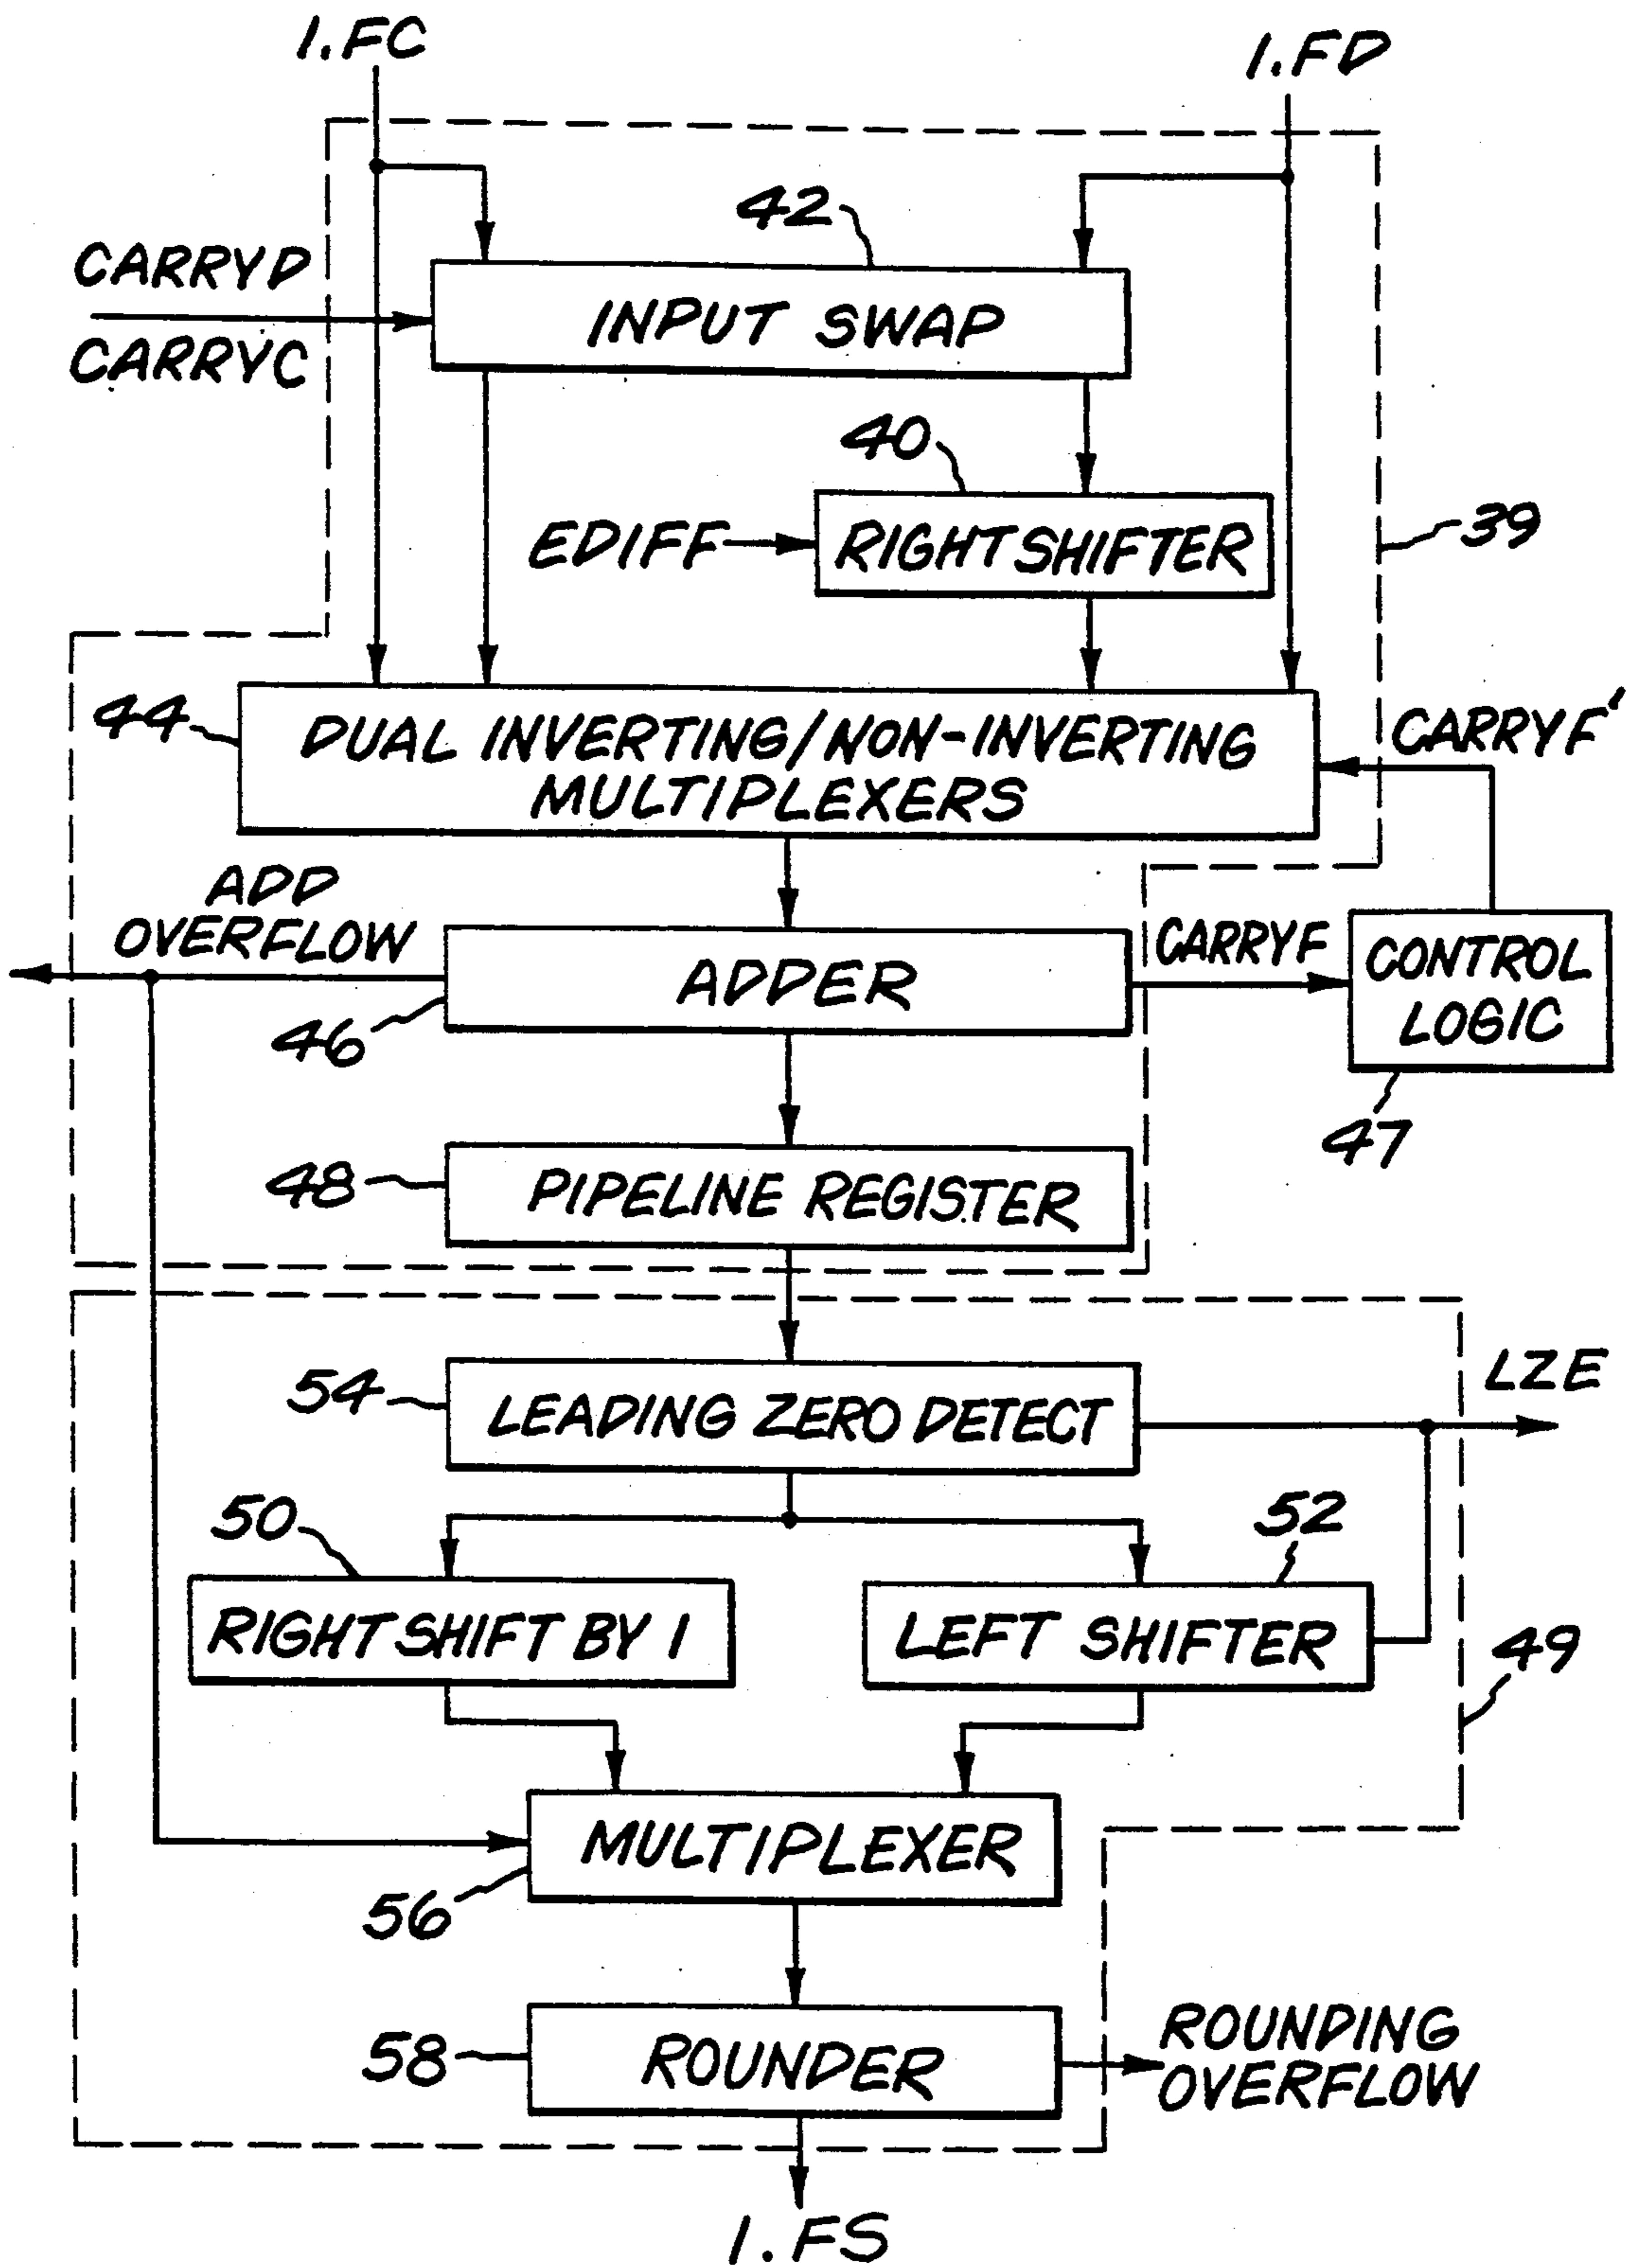 1.FC
1.FD
42
CARRYD
CARRYC
INPUT SWAP
40
EDIFF
RIGHT SHIFTER
39
44
DUAL INVERTING/NON-INVERTING
MULTIPLEXERS
CARRYF'
ADD
OVERFLOW
ADDER
CARRYF
CONTROL
LOGIC
46
47
48
PIPELINE REGISTER
54
LEADING ZERO DETECT
LZE
50
52
RIGHT SHIFT BY 1
LEFT SHIFTER
49
MULTIPLEXER
56
58
ROUNDER
ROUNDING
OVERFLOW
1.FS